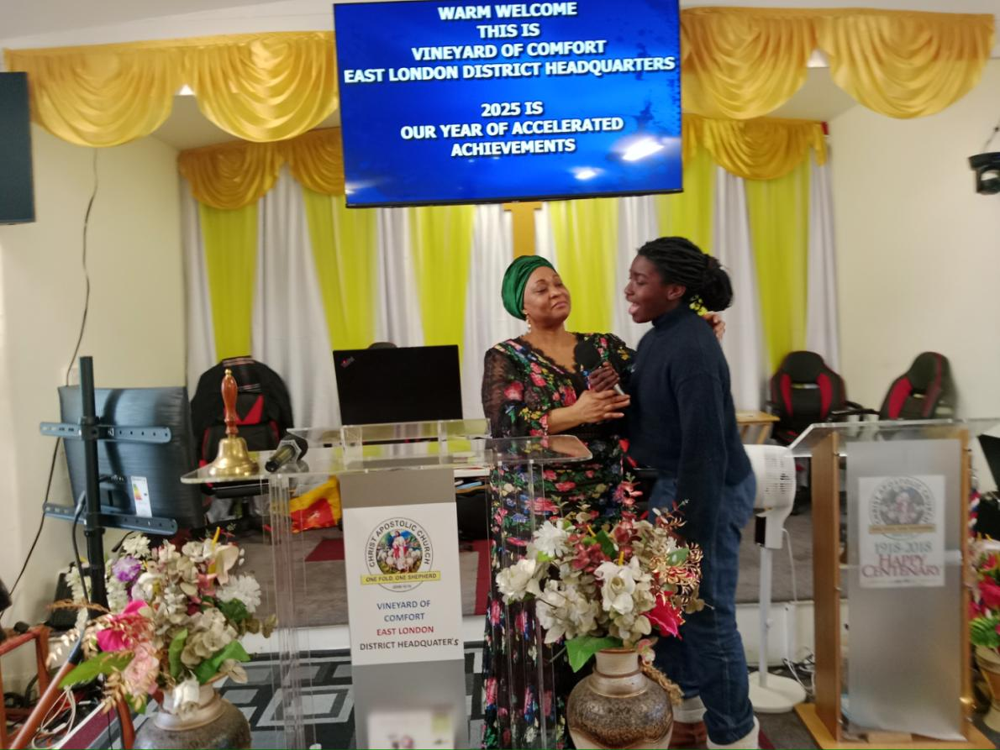 WARM WELCOME
THIS IS
VINEYARD OF COMFORT
EAST LONDON DISTRICT HEADQUARTERS
2025 IS
OUR YEAR OF ACCELERATED
ACHIEVEMENTS
CHRIST APOSTOLIC CHURCH
ONE FOLD, ONE SHEPHERD
VINEYARD OF
COMFORT
EAST LONDON
DISTRICT HEADQUATER'S
CHRIST APOSTOLIC CHURCH
1918-2018
HAPPY
CENTENARY